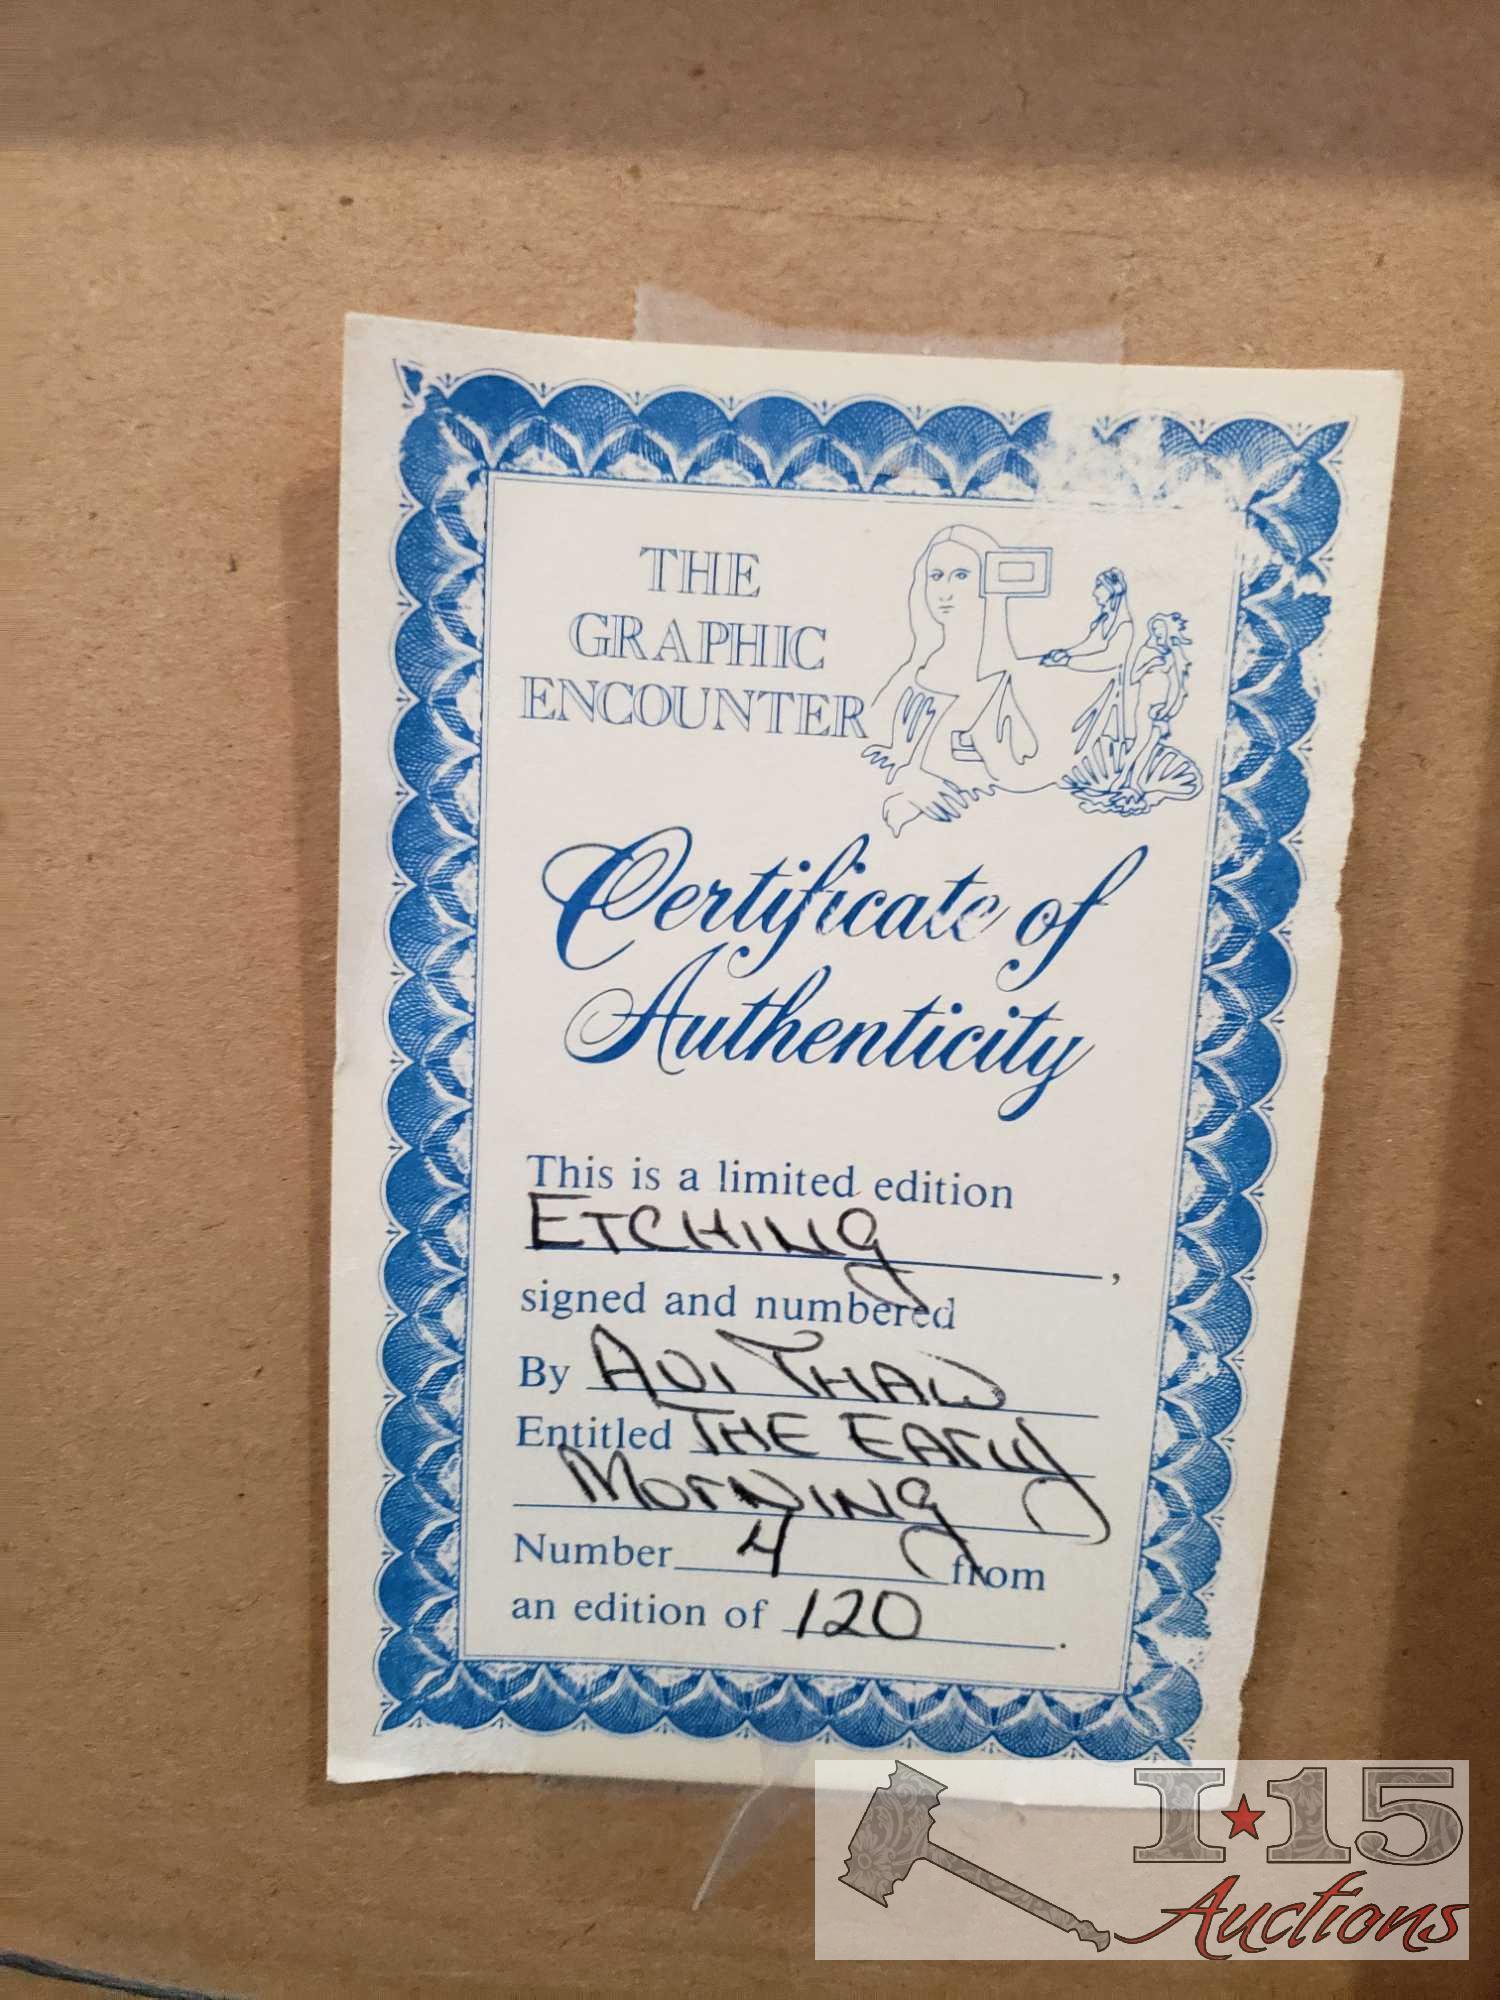 THE
GRAPHIC
ENCOUNTER
Certificate of
Authenticity
This is a limited edition
ETCHING,
signed and numbered
By AVI THAW
Entitled THE EARLY
MORNING
Number 4 from
an edition of 120.
I★15
Auctions